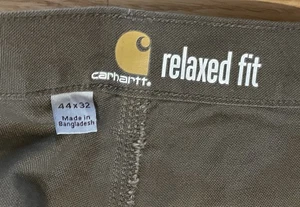 carhartt.
relaxed fit
44x32
Made in
Bangladesh